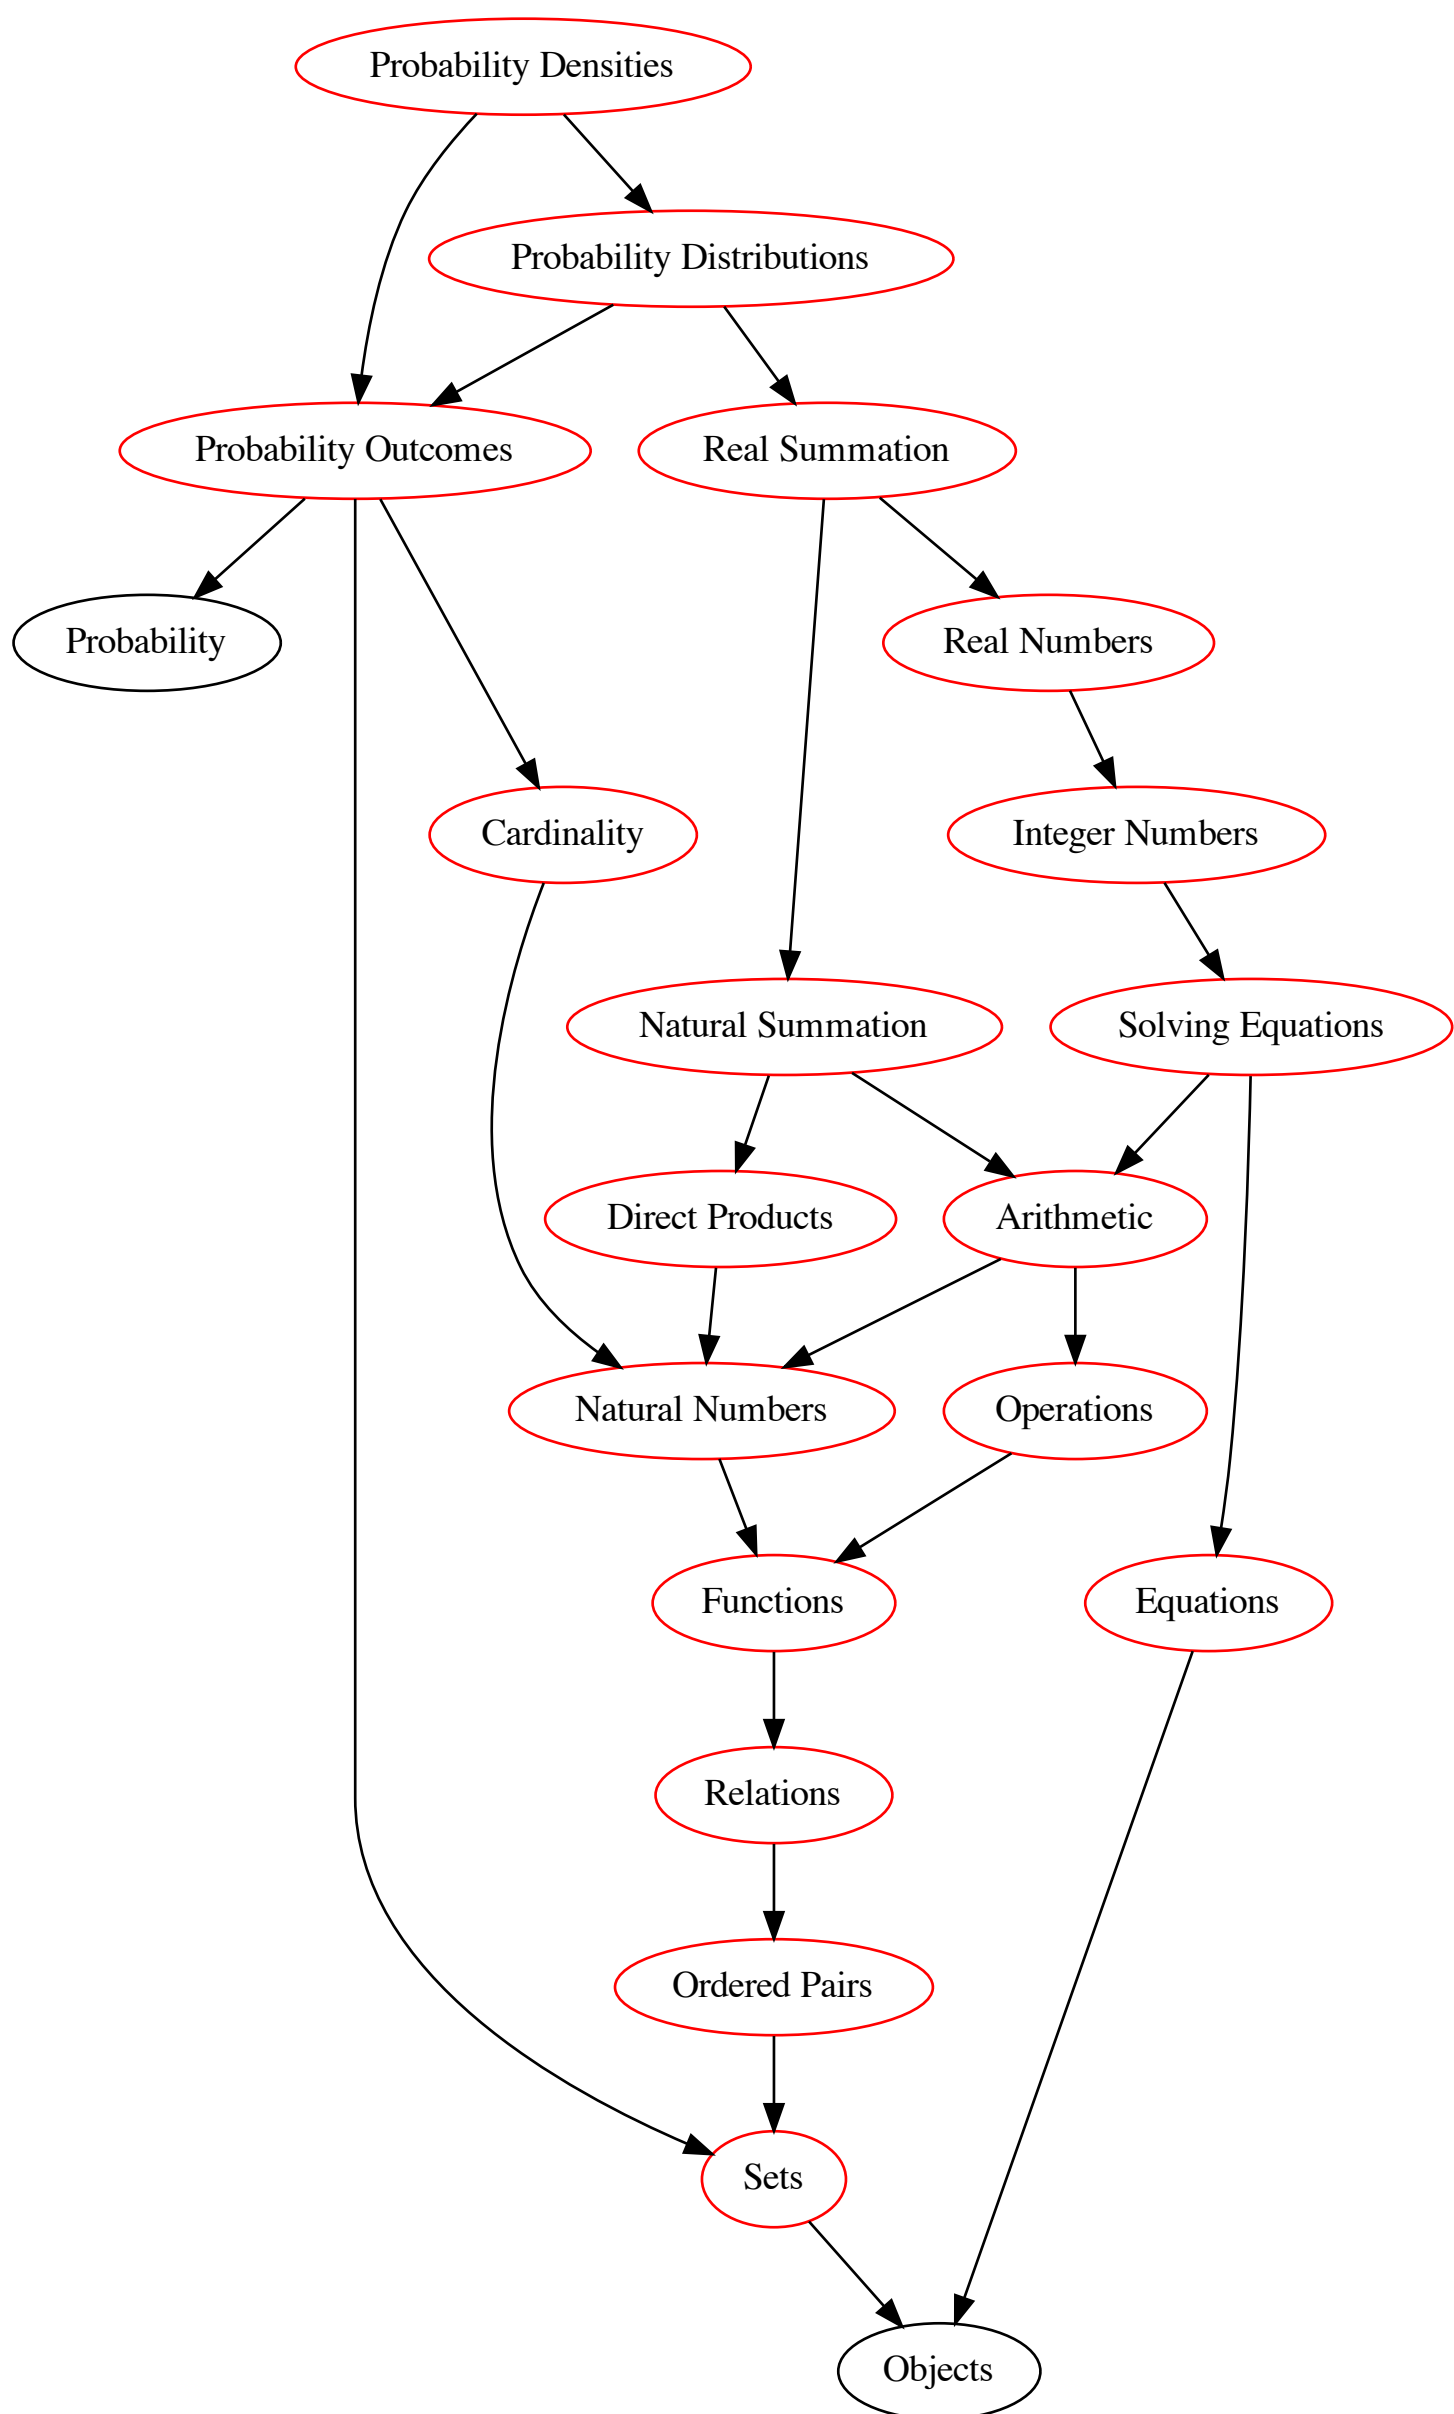 Probability Densities
Probability Distributions
Probability Outcomes
Real Summation
Probability
Real Numbers
Cardinality
Integer Numbers
Natural Summation
Solving Equations
Direct Products
Arithmetic
Natural Numbers
Operations
Functions
Equations
Relations
Ordered Pairs
Sets
Objects